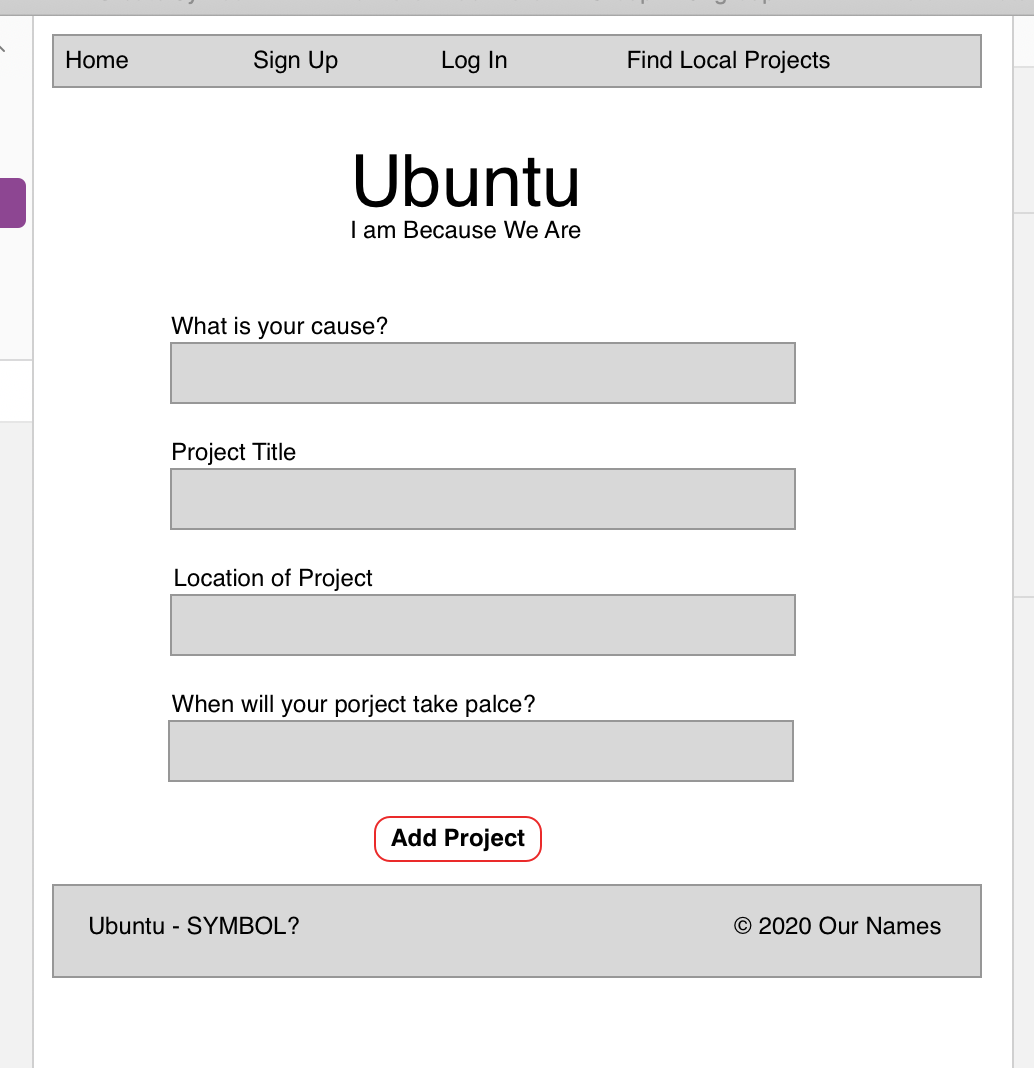 Home Sign Up Log In Find Local Projects
Ubuntu
I am Because We Are
What is your cause?
Project Title
Location of Project
When will your porject take palce?
Add Project
Ubuntu - SYMBOL? © 2020 Our Names